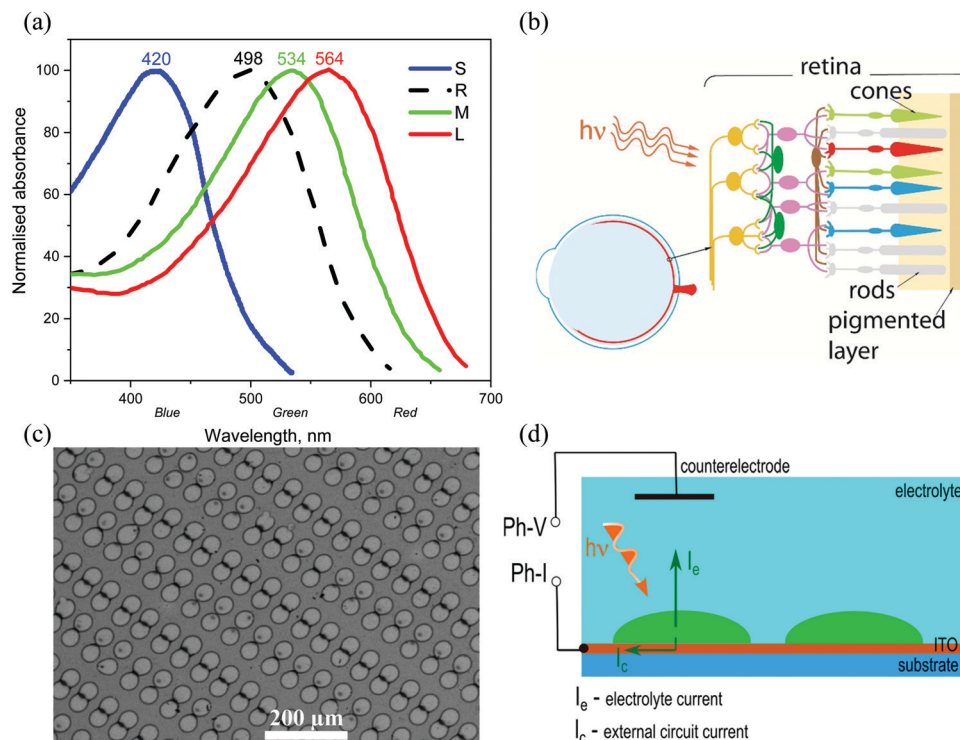 (a)
420
498
534
564
S
R
M
L
Normalised absorbance
100
80
60
40
20
0
400
500
600
700
Blue
Green
Red
Wavelength, nm
(b)
retina
cones
hν
rods
pigmented
layer
(c)
200 µm
(d)
counterelectrode
electrolyte
Ph-V
hν
Ph-I
Ie
Ic
ITO
substrate
Ie - electrolyte current
Ic - external circuit current